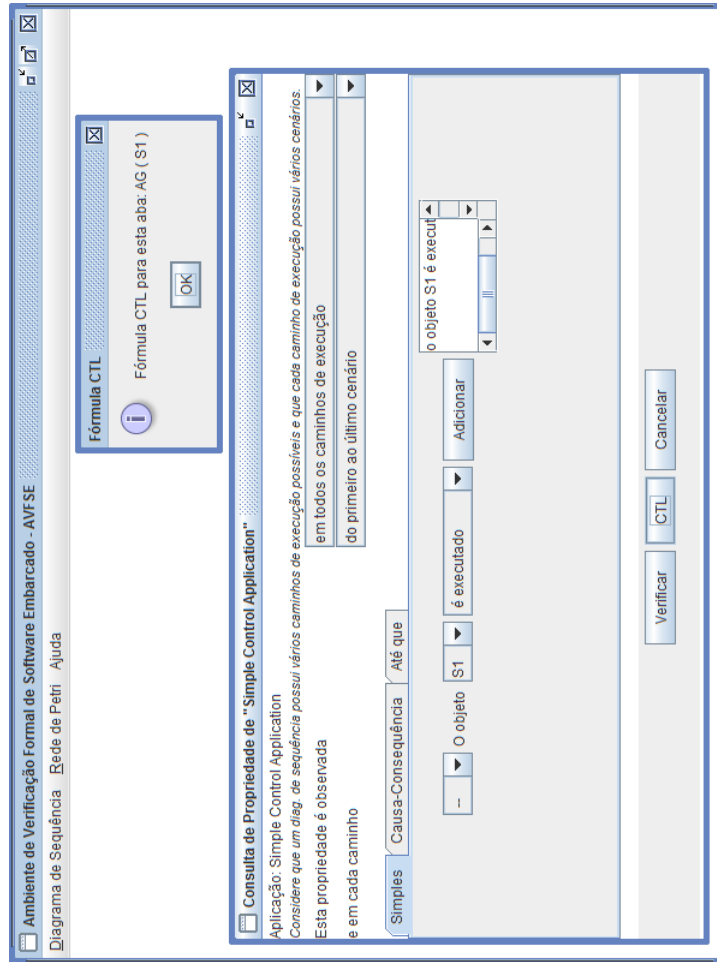 Ambiente de Verificação Formal de Software Embarcado - AVFSE
Diagrama de Sequência Rede de Petri Ajuda
Fórmula CTL
Fórmula CTL para esta aba: AG ( S1 )
OK
Consulta de Propriedade de "Simple Control Application"
Aplicação: Simple Control Application
Considere que um diag. de sequência possui vários caminhos de execução possíveis e que cada caminho de execução possui vários cenários.
Esta propriedade é observada em todos os caminhos de execução
e em cada caminho do primeiro ao último cenário
Simples Causa-Consequência Até que
-- O objeto S1 é executado Adicionar o objeto S1 é execut
Verificar CTL Cancelar